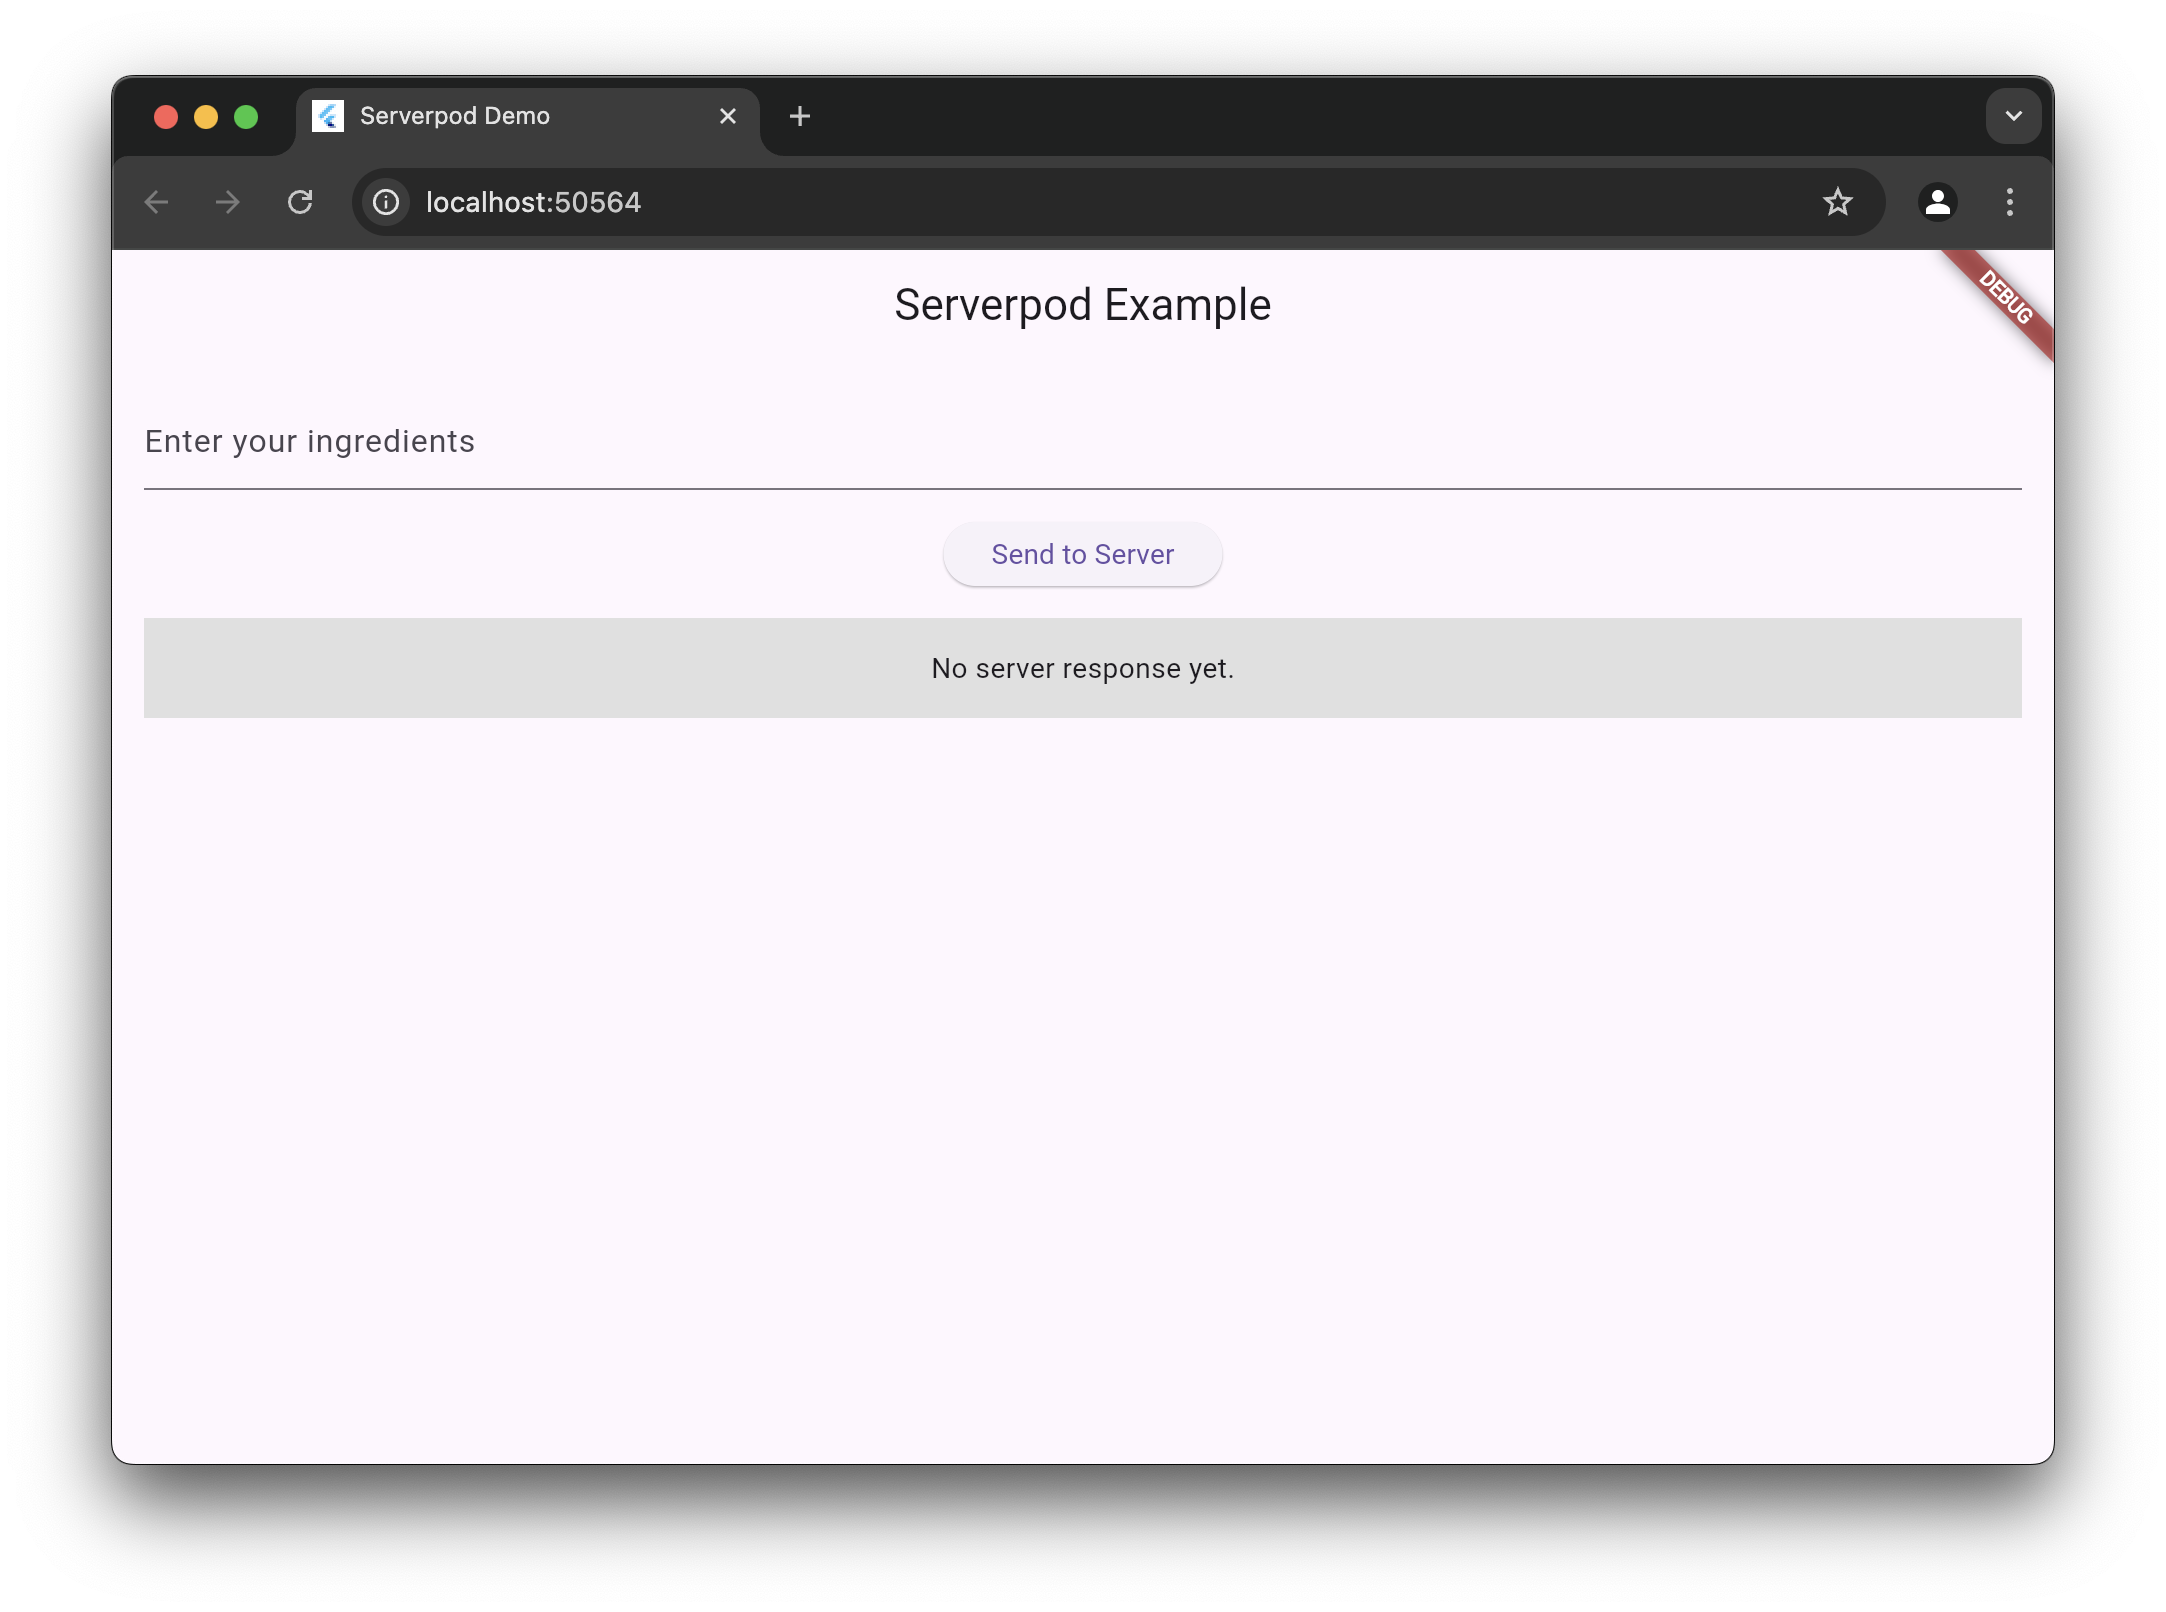 Serverpod Demo
localhost:50564
Serverpod Example
DEBUG
Enter your ingredients
Send to Server
No server response yet.